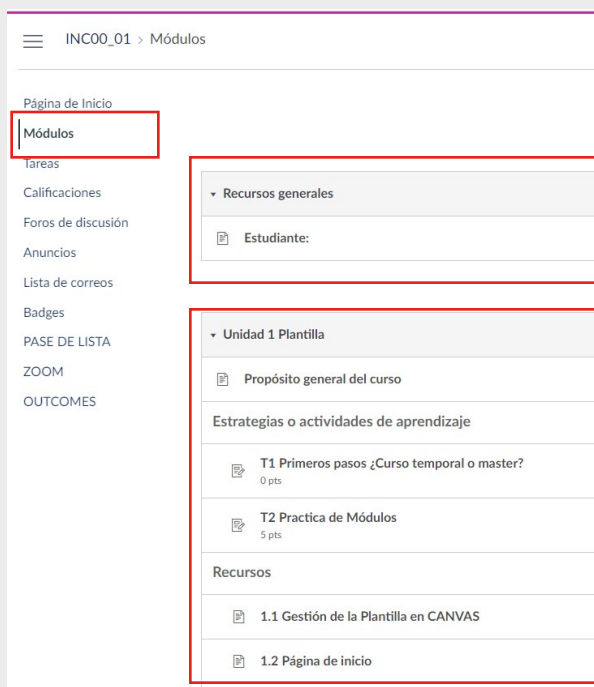 INC00_01 > Módulos
Página de Inicio
Módulos
Tareas
Calificaciones
Foros de discusión
Anuncios
Lista de correos
Badges
PASE DE LISTA
ZOOM
OUTCOMES
Recursos generales
Estudiante:
Unidad 1 Plantilla
Propósito general del curso
Estrategias o actividades de aprendizaje
T1 Primeros pasos ¿Curso temporal o master?
0 pts
T2 Practica de Módulos
5 pts
Recursos
1.1 Gestión de la Plantilla en CANVAS
1.2 Página de inicio